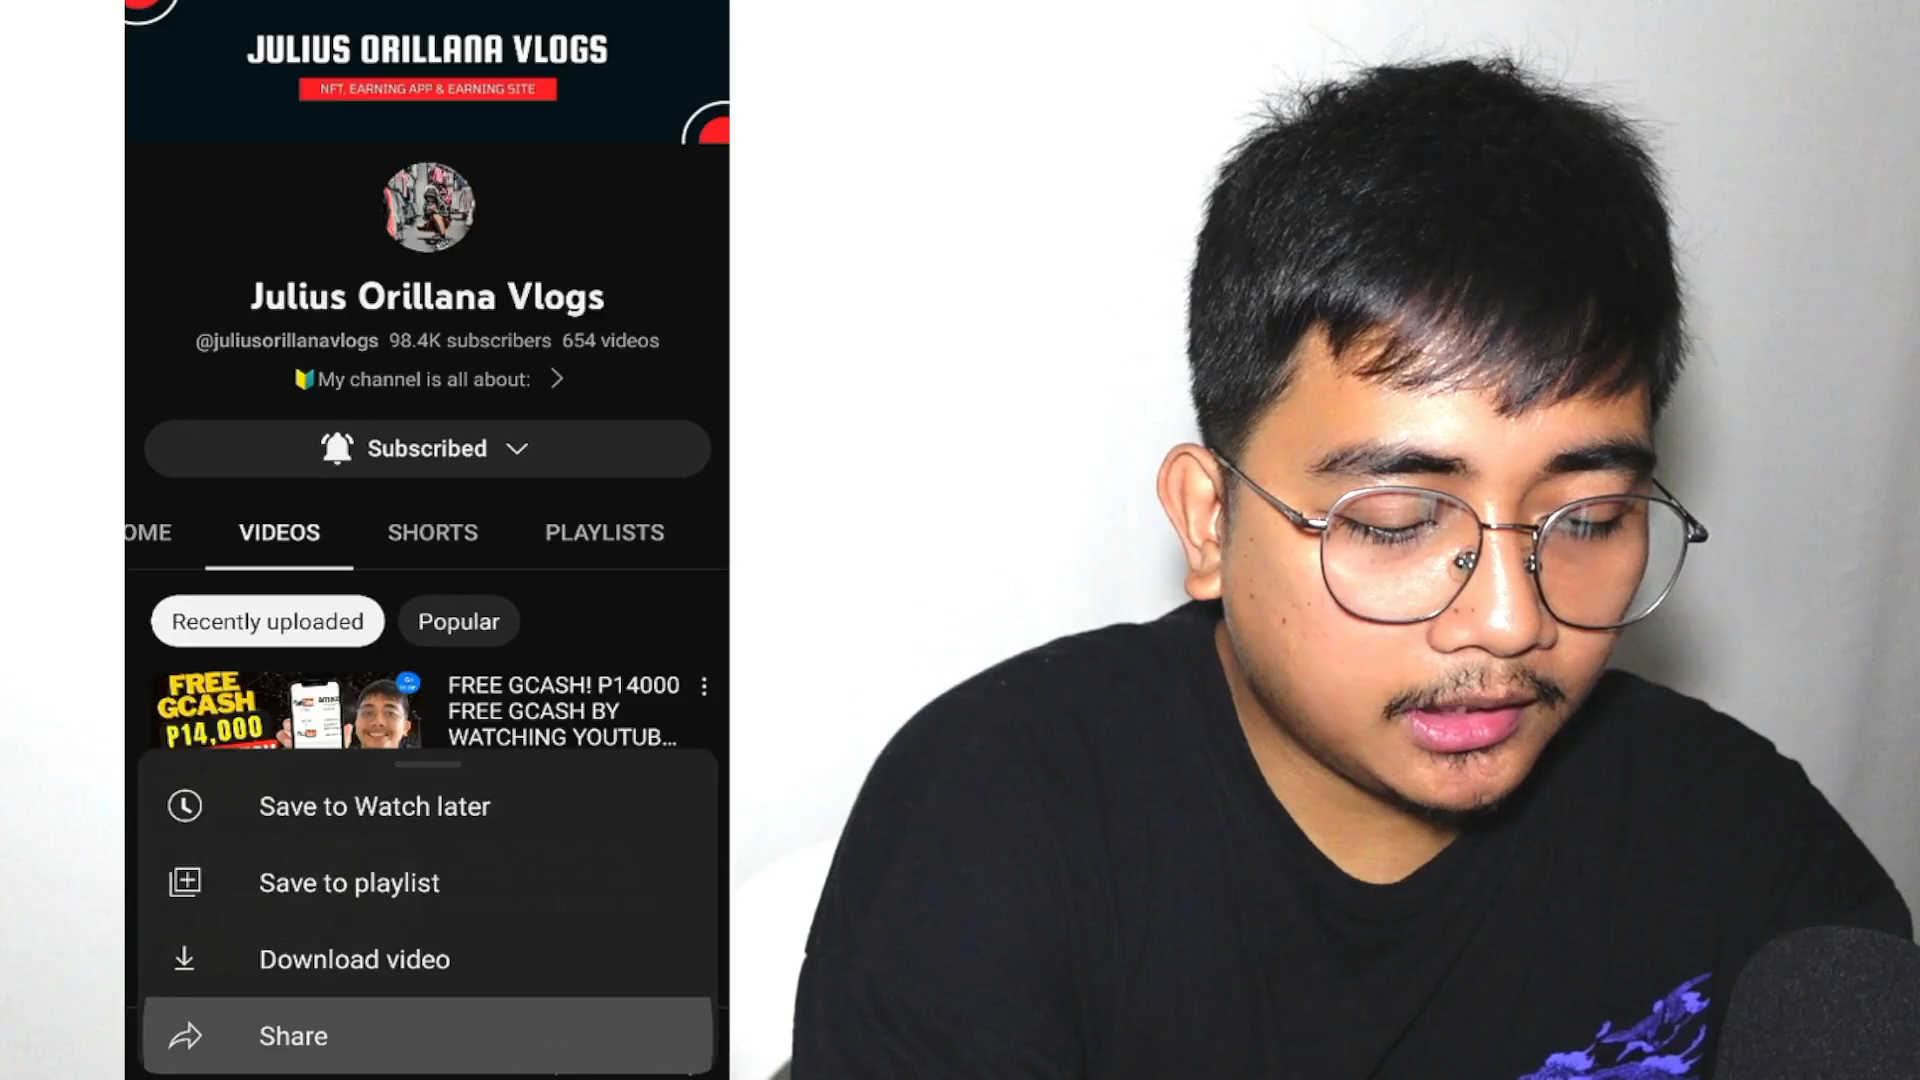 JULIUS ORILLANA VLOGS
NFT, EARNING APP & EARNING SITE
Julius Orillana Vlogs
@juliusorillanavlogs 98.4K subscribers 654 videos
My channel is all about:
Subscribed
OME VIDEOS SHORTS PLAYLISTS
Recently uploaded Popular
FREE
GCASH
P14,000
FREE GCASH! P14000
FREE GCASH BY
WATCHING YOUTUB...
Save to Watch later
Save to playlist
Download video
Share